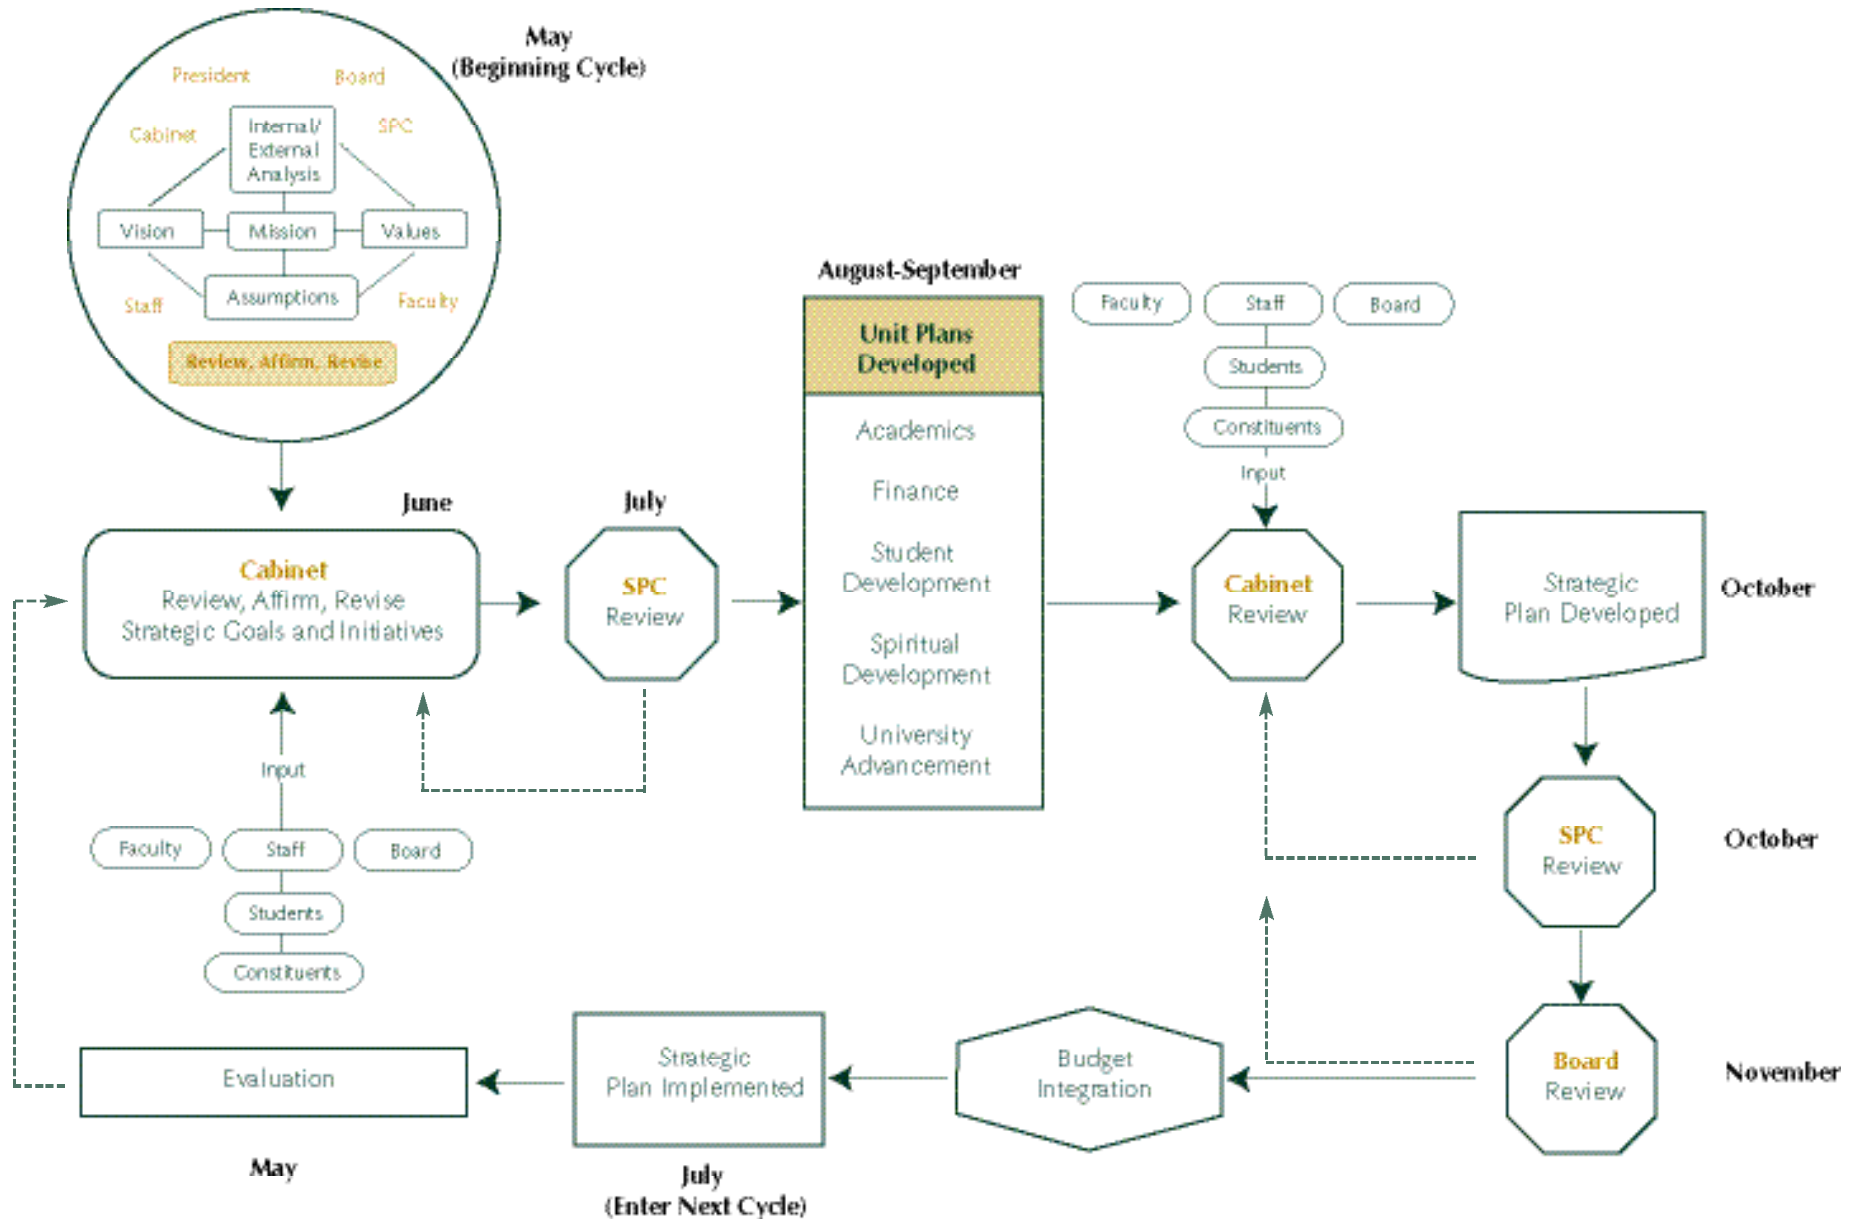 May
(Beginning Cycle)
President
Board
Cabinet
SPC
Internal/
External
Analysis
Vision
Mission
Values
Assumptions
Staff
Faculty
Review, Affirm, Revise
June
Cabinet
Review, Affirm, Revise
Strategic Goals and Initiatives
Input
Faculty
Staff
Board
Students
Constituents
July
SPC
Review
August-September
Unit Plans
Developed
Academics
Finance
Student
Development
Spiritual
Development
University
Advancement
Faculty
Staff
Board
Students
Constituents
Input
Cabinet
Review
Strategic
Plan Developed
October
SPC
Review
October
Board
Review
November
Budget
Integration
Strategic
Plan Implemented
July
(Enter Next Cycle)
Evaluation
May